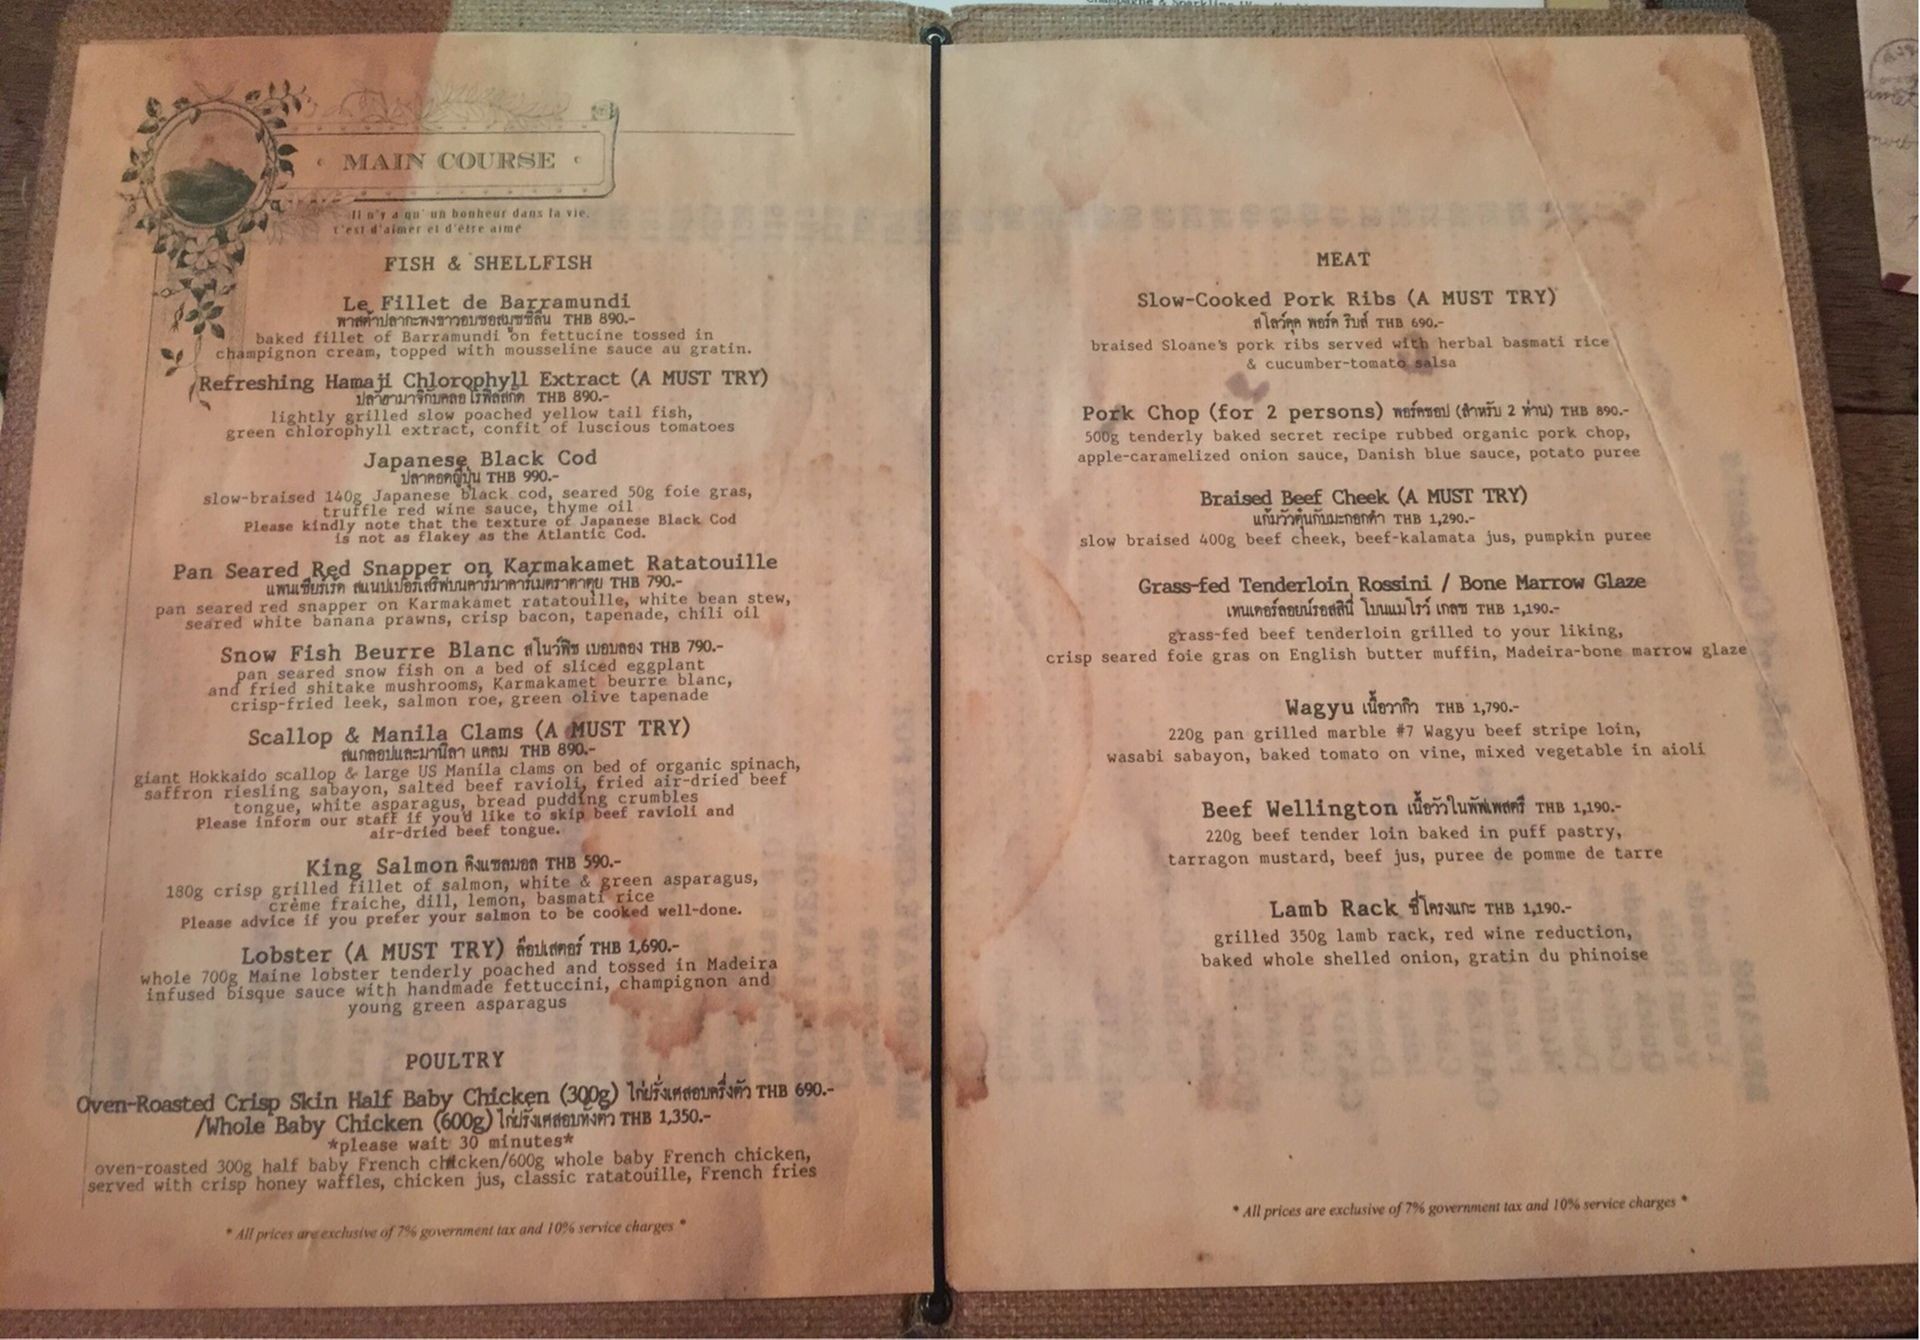 MAIN COURSE
Il n'y a qu' un bonheur dans la vie,
c'est d'aimer et d'être aimé
FISH & SHELLFISH
Le Fillet de Barramundi
พาสต้าปลากะพงขาวอบซอสมูซซิลีน THB 890.-
baked fillet of Barramundi on fettucine tossed in
champignon cream, topped with mousseline sauce au gratin.
Refreshing Hamaji Chlorophyll Extract (A MUST TRY)
ปลาฮามาจิกับคลอโรฟิลสกัด THB 890.-
lightly grilled slow poached yellow tail fish,
green chlorophyll extract, confit of luscious tomatoes
Japanese Black Cod
ปลาคอดญี่ปุ่น THB 990.-
slow-braised 140g Japanese black cod, seared 50g foie gras,
truffle red wine sauce, thyme oil
Please kindly note that the texture of Japanese Black Cod
is not as flakey as the Atlantic Cod.
Pan Seared Red Snapper on Karmakamet Ratatouille
แพนเซียร์เร้ด สแนปเปอร์เสริฟบนคาร์มาคาร์เมตราตาตุย THB 790.-
pan seared red snapper on Karmakamet ratatouille, white bean stew,
seared white banana prawns, crisp bacon, tapenade, chili oil
Snow Fish Beurre Blanc สโนว์ฟิช เบอบลอง THB 790.-
pan seared snow fish on a bed of sliced eggplant
and fried shitake mushrooms, Karmakamet beurre blanc,
crisp-fried leek, salmon roe, green olive tapenade
Scallop & Manila Clams (A MUST TRY)
สแกลอปและมานิลา แคลม THB 890.-
giant Hokkaido scallop & large US Manila clams on bed of organic spinach,
saffron riesling sabayon, salted beef ravioli, fried air-dried beef
tongue, white asparagus, bread pudding crumbles
Please inform our staff if you'd like to skip beef ravioli and
air-dried beef tongue.
King Salmon คิงแซลมอล THB 590.-
180g crisp grilled fillet of salmon, white & green asparagus,
crème fraiche, dill, lemon, basmati rice
Please advice if you prefer your salmon to be cooked well-done.
Lobster (A MUST TRY) ล๊อปเสตอร์ THB 1,690.-
whole 700g Maine lobster tenderly poached and tossed in Madeira
infused bisque sauce with handmade fettuccini, champignon and
young green asparagus
POULTRY
Oven-Roasted Crisp Skin Half Baby Chicken (300g) ไก่ฝรั่งเศสอบครึ่งตัว THB 690.-
/Whole Baby Chicken (600g) ไก่ฝรั่งเศสอบทั้งตัว THB 1,350.-
*please wait 30 minutes*
oven-roasted 300g half baby French chicken/600g whole baby French chicken,
served with crisp honey waffles, chicken jus, classic ratatouille, French fries
* All prices are exclusive of 7% government tax and 10% service charges *
MEAT
Slow-Cooked Pork Ribs (A MUST TRY)
สโลว์คุด พอร์ค ริบส์ THB 690.-
braised Sloane's pork ribs served with herbal basmati rice
& cucumber-tomato salsa
Pork Chop (for 2 persons) พอร์คชอป (สำหรับ 2 ท่าน) THB 890.-
500g tenderly baked secret recipe rubbed organic pork chop,
apple-caramelized onion sauce, Danish blue sauce, potato puree
Braised Beef Cheek (A MUST TRY)
แก้มวัวตุ๋นกับมะกอกดำ THB 1,290.-
slow braised 400g beef cheek, beef-kalamata jus, pumpkin puree
Grass-fed Tenderloin Rossini / Bone Marrow Glaze
เทนเดอร์ลอยน์รอสสินี่ โบนแมโรว์ เกลซ THB 1,190.-
grass-fed beef tenderloin grilled to your liking,
crisp seared foie gras on English butter muffin, Madeira-bone marrow glaze
Wagyu เนื้อวากิว THB 1,790.-
220g pan grilled marble #7 Wagyu beef stripe loin,
wasabi sabayon, baked tomato on vine, mixed vegetable in aioli
Beef Wellington เนื้อวัวในพัฟเพสตรี้ THB 1,190.-
220g beef tender loin baked in puff pastry,
tarragon mustard, beef jus, puree de pomme de tarre
Lamb Rack ซี่โครงแกะ THB 1,190.-
grilled 350g lamb rack, red wine reduction,
baked whole shelled onion, gratin du phinoise
* All prices are exclusive of 7% government tax and 10% service charges *